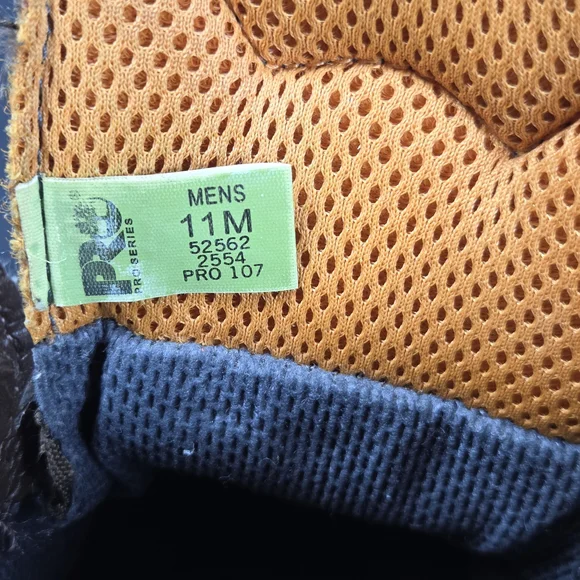 PRO
PRO SERIES
MENS
11M
52562
2554
PRO 107